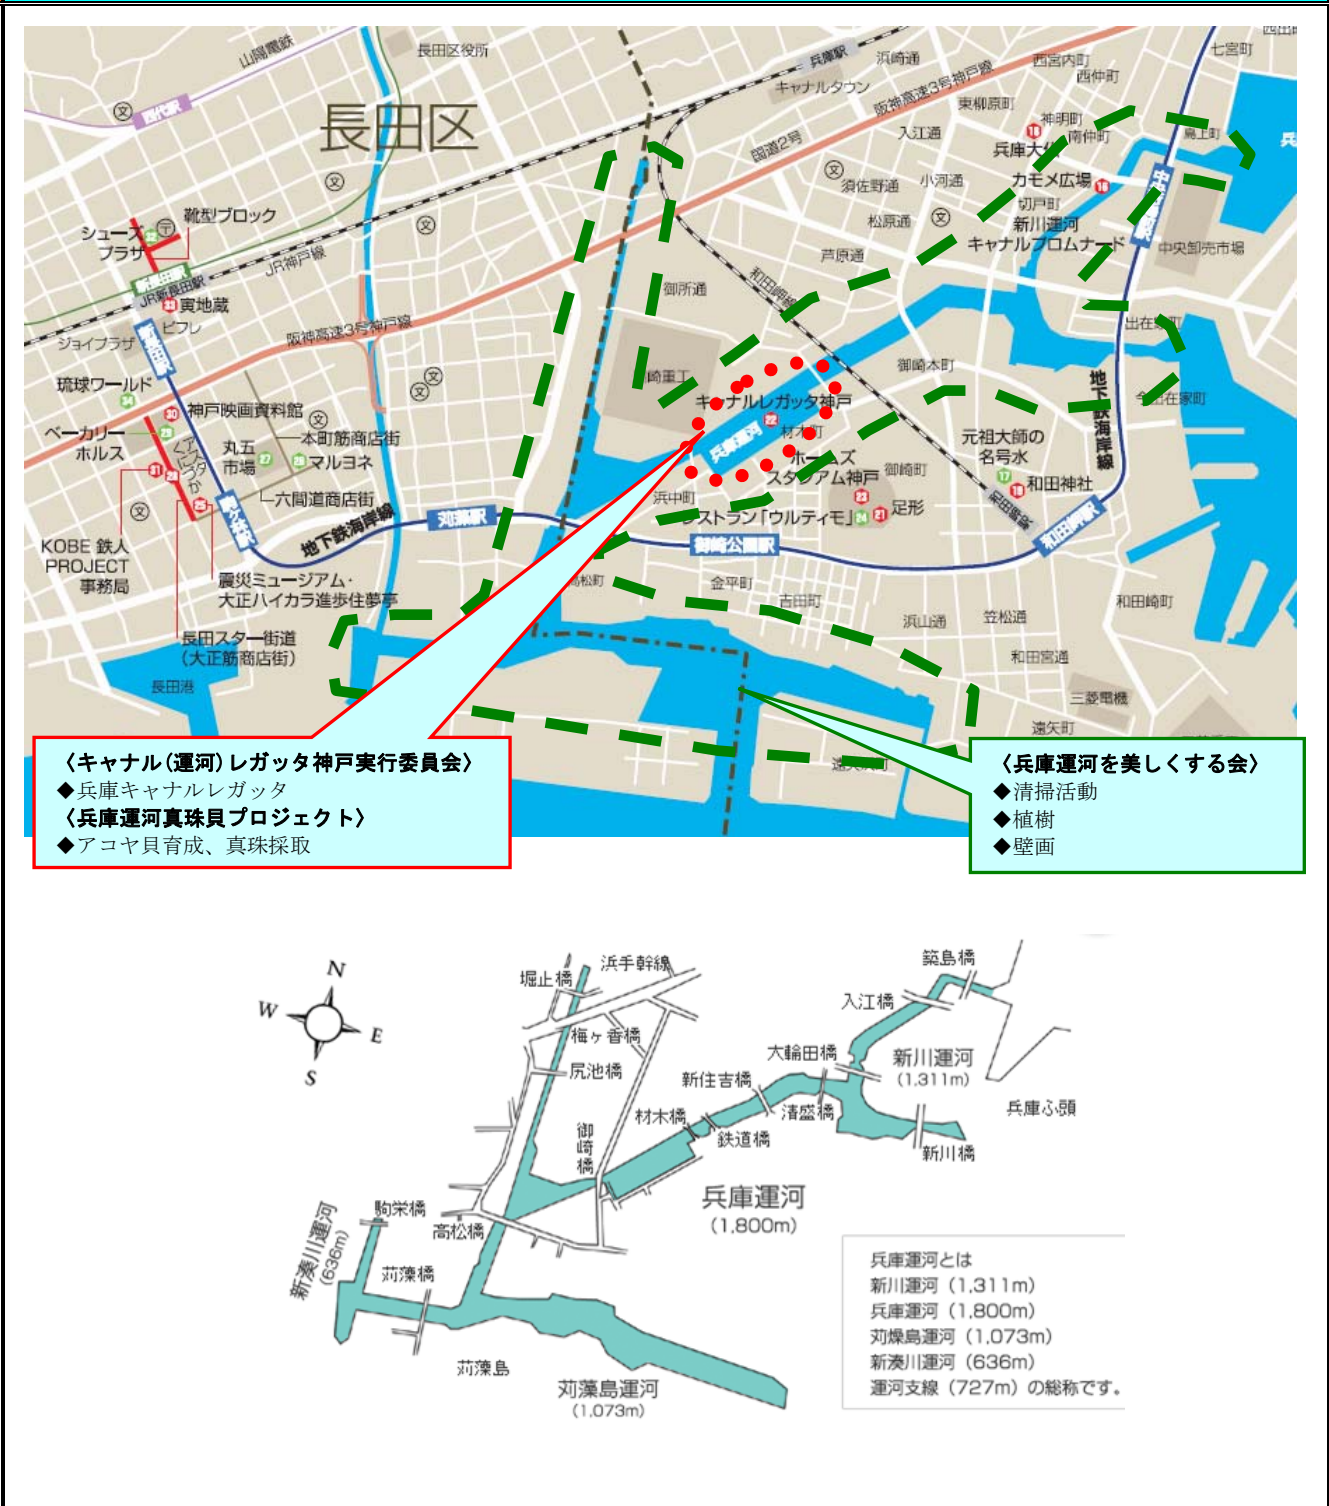 山陽電鉄
長田区役所
兵庫駅
浜崎通
キャナルタウン
阪神高速3号神戸線
西宮内町
西仲町
七宮町
東柳原町
神明町
南仲町
入江通
兵庫大仏
長田区
国道2号
須佐野通
小河通
カモメ広場
切戸町
松原通
新川運河
キャナルプロムナード
中央卸売市場
芦原通
靴型ブロック
シューズ
プラザ
JR神戸線
JR新長田駅
寅地蔵
ピフレ
ジョイプラザ
阪神高速3号神戸線
御所通
和田岬線
出在家町
御崎本町
今出在家町
地下鉄海岸線
琉球ワールド
神戸映画資料館
ベーカリー
ホルス
丸五
市場
本町筋商店街
マルヨネ
六間道商店街
キャナルレガッタ神戸
材木町
兵庫運河
ホームズ
スタジアム神戸
御崎町
元祖大師の
名号水
和田神社
浜中町
レストラン「ウルティモ」
足形
苅藻駅
地下鉄海岸線
御崎公園駅
和田岬駅
KOBE 鉄人
PROJECT
事務局
震災ミュージアム・
大正ハイカラ進歩住夢亭
長田スター街道
(大正筋商店街)
長田港
金平町
吉田町
浜山通
笠松通
和田崎町
和田宮通
三菱電機
遠矢町
〈キャナル(運河)レガッタ神戸実行委員会〉
◆兵庫キャナルレガッタ
〈兵庫運河真珠貝プロジェクト〉
◆アコヤ貝育成、真珠採取
〈兵庫運河を美しくする会〉
◆清掃活動
◆植樹
◆壁画
N
W
E
S
堀止橋
浜手幹線
築島橋
入江橋
梅ヶ香橋
尻池橋
大輪田橋
新川運河
(1,311m)
新住吉橋
清盛橋
兵庫ふ頭
材木橋
鉄道橋
新川橋
御崎橋
兵庫運河
(1,800m)
駒栄橋
高松橋
新湊川運河
(636m)
苅藻橋
苅藻島
苅藻島運河
(1,073m)
兵庫運河とは
新川運河(1,311m)
兵庫運河(1,800m)
苅燥島運河(1,073m)
新湊川運河(636m)
運河支線(727m)の総称です。